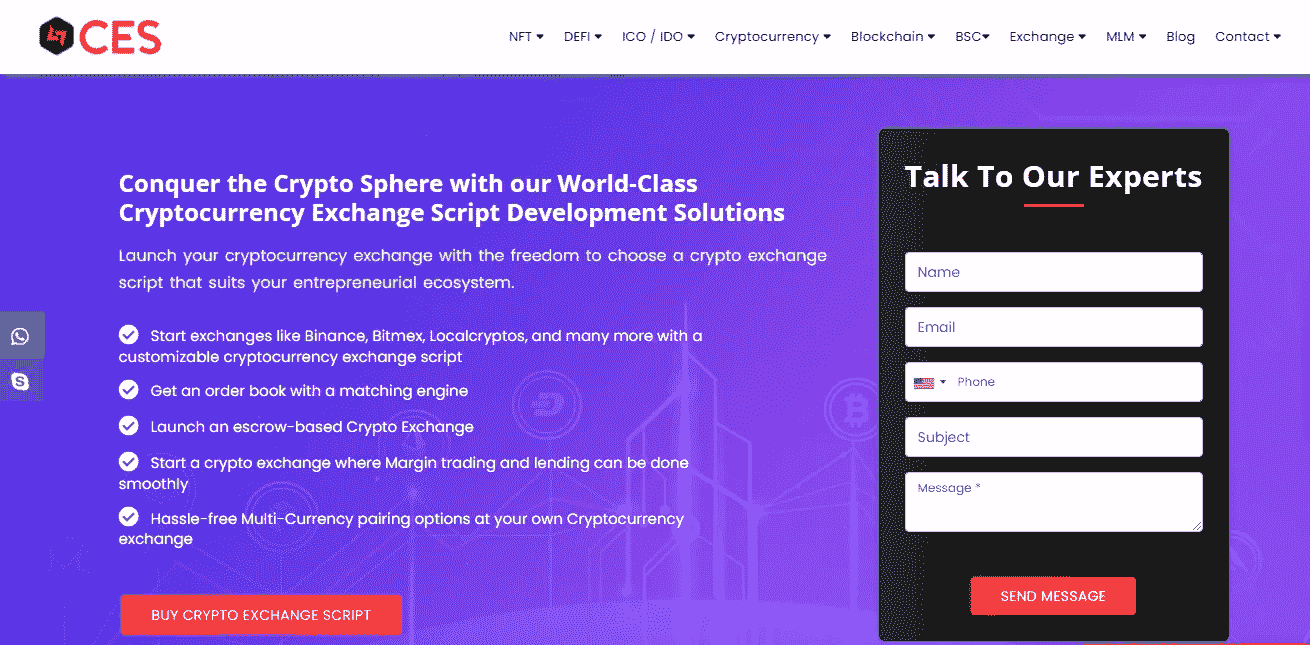 CES
NFT
DEFI
ICO / IDO
Cryptocurrency
Blockchain
BSC
Exchange
MLM
Blog
Contact
Conquer the Crypto Sphere with our World-Class
Cryptocurrency Exchange Script Development Solutions
Launch your cryptocurrency exchange with the freedom to choose a crypto exchange
script that suits your entrepreneurial ecosystem.
Start exchanges like Binance, Bitmex, Localcryptos, and many more with a
customizable cryptocurrency exchange script
Get an order book with a matching engine
Launch an escrow-based Crypto Exchange
Start a crypto exchange where Margin trading and lending can be done
smoothly
Hassle-free Multi-Currency pairing options at your own Cryptocurrency
exchange
BUY CRYPTO EXCHANGE SCRIPT
Talk To Our Experts
Name
Email
Phone
Subject
Message *
SEND MESSAGE